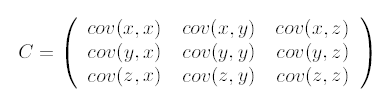 cov(x, x) cov(x, y) cov(x, z)
C = ( cov(y, x) cov(y, y) cov(y, z) )
cov(z, x) cov(z, y) cov(z, z)